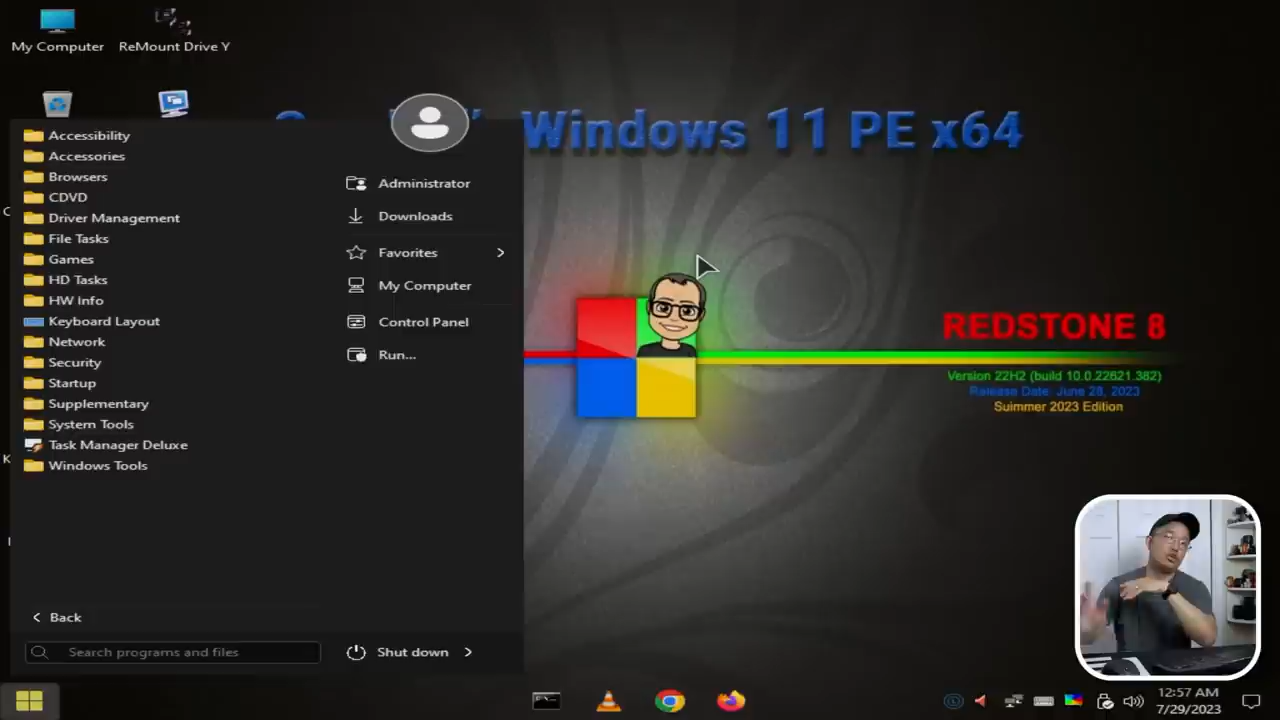 My Computer
ReMount Drive Y
Windows 11 PE x64
Accessibility
Accessories
Browsers
CDVD
Driver Management
File Tasks
Games
HD Tasks
HW Info
Keyboard Layout
Network
Security
Startup
Supplementary
System Tools
Task Manager Deluxe
Windows Tools
Back
Search programs and files
Administrator
Downloads
Favorites
My Computer
Control Panel
Run...
Shut down
REDSTONE 8
Version 22H2 (build 10.0.22621.382)
Release Date: June 28, 2023
Suimmer 2023 Edition
12:57 AM
7/29/2023